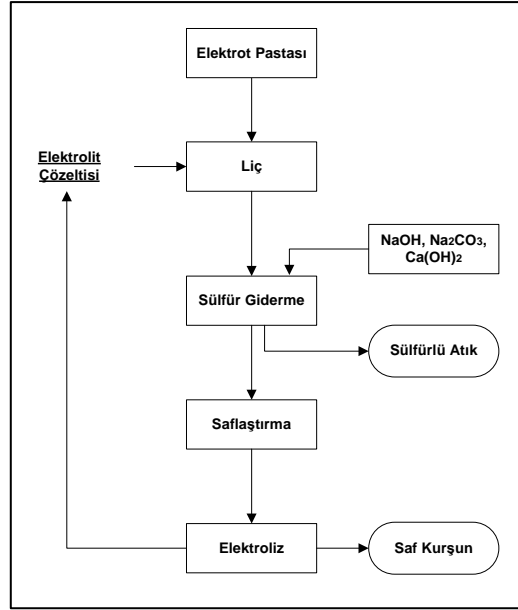 Elektrot Pastası
Elektrolit
Çözeltisi
Liç
NaOH, Na2CO3,
Ca(OH)2
Sülfür Giderme
Sülfürlü Atık
Saflaştırma
Elektroliz
Saf Kurşun